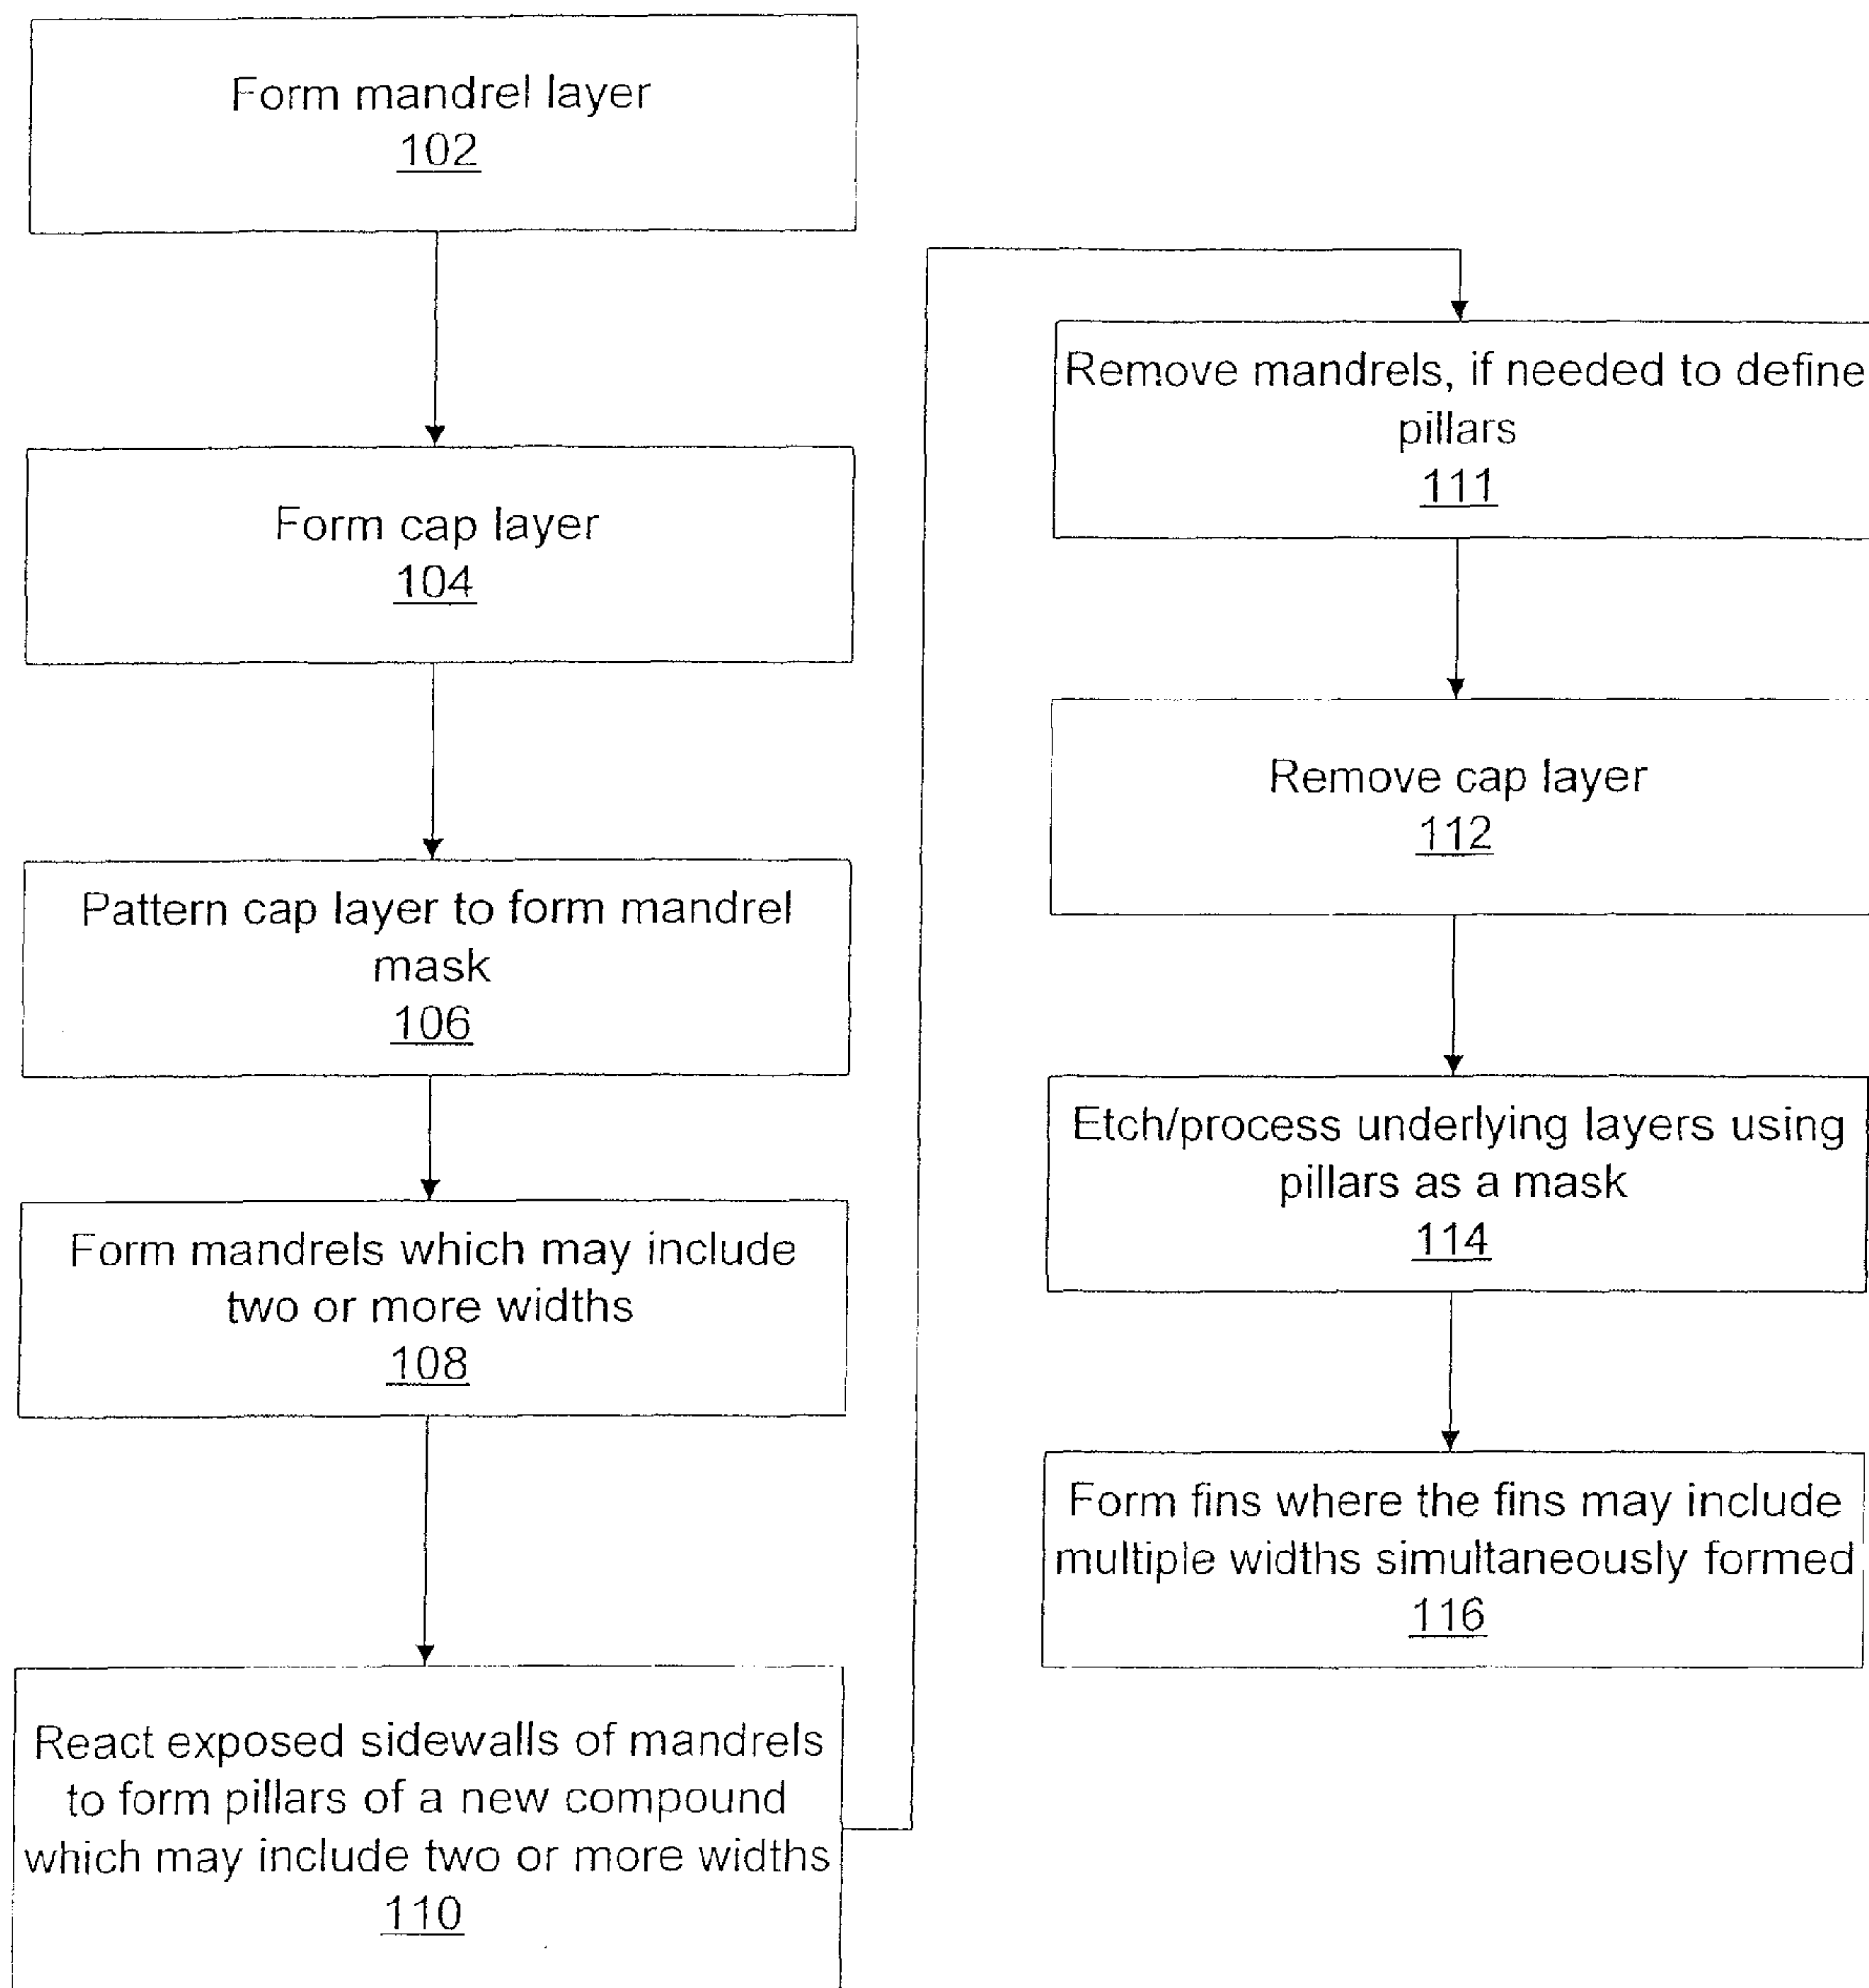 Form mandrel layer
102
Form cap layer
104
Pattern cap layer to form mandrel
mask
106
Form mandrels which may include
two or more widths
108
React exposed sidewalls of mandrels
to form pillars of a new compound
which may include two or more widths
110
Remove mandrels, if needed to define
pillars
111
Remove cap layer
112
Etch/process underlying layers using
pillars as a mask
114
Form fins where the fins may include
multiple widths simultaneously formed
116